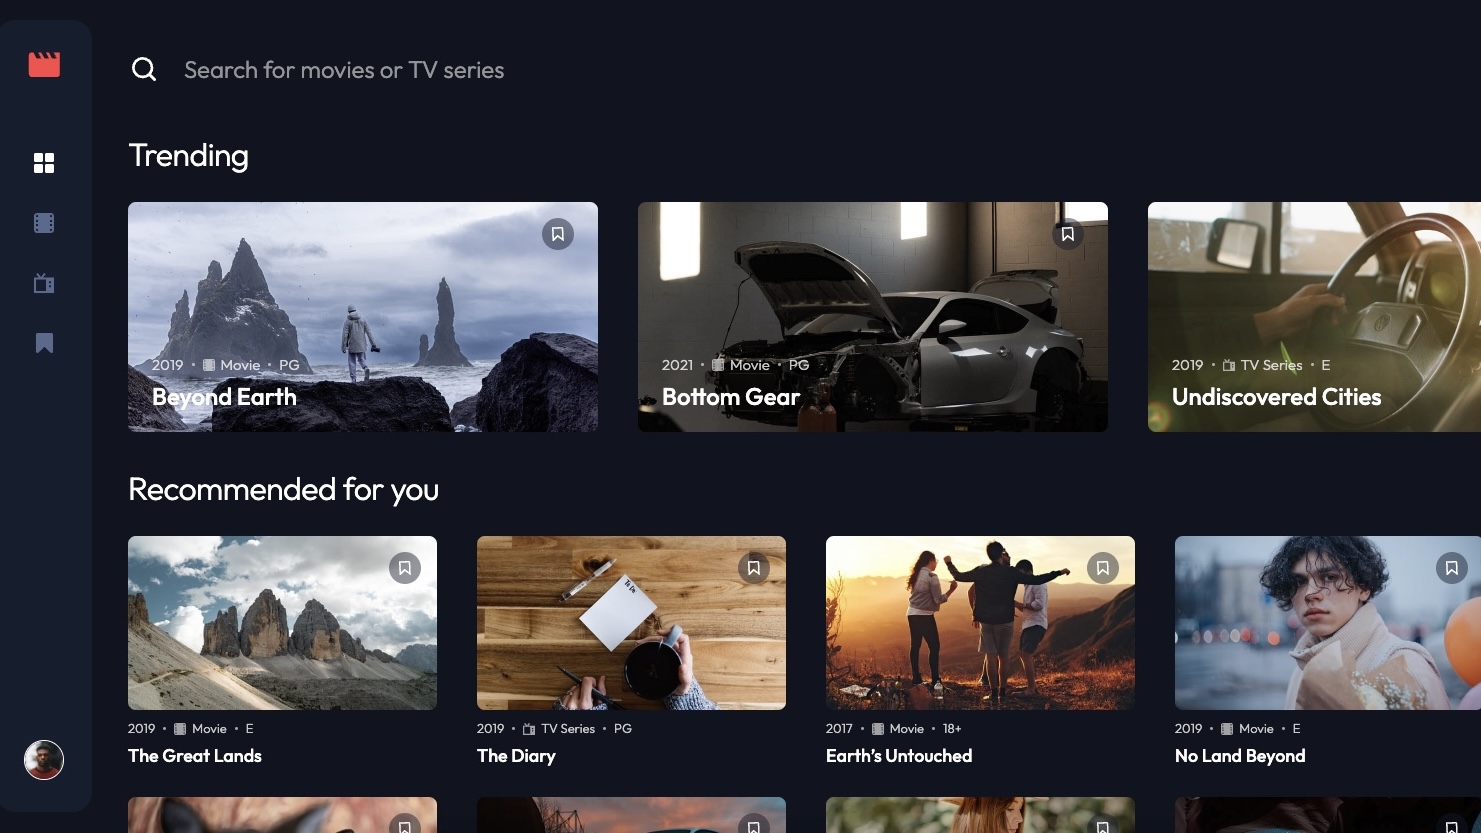 Search for movies or TV series
Trending
2019 • Movie • PG
Beyond Earth
2021 • Movie • PG
Bottom Gear
2019 • TV Series • E
Undiscovered Cities
Recommended for you
To Do
2019 • Movie • E
The Great Lands
2019 • TV Series • PG
The Diary
2017 • Movie • 18+
Earth's Untouched
2019 • Movie • E
No Land Beyond